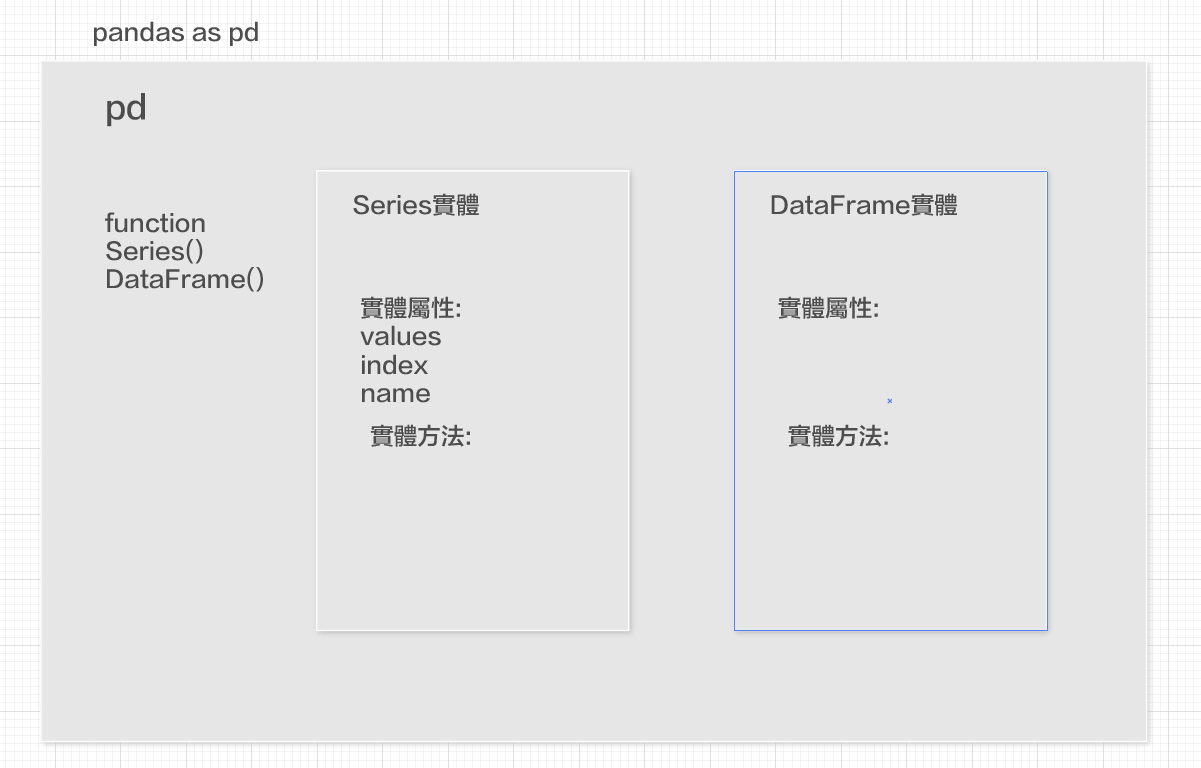 pandas as pd
pd
function
Series()
DataFrame()
Series實體
實體屬性:
values
index
name
實體方法:
DataFrame實體
實體屬性:
實體方法: